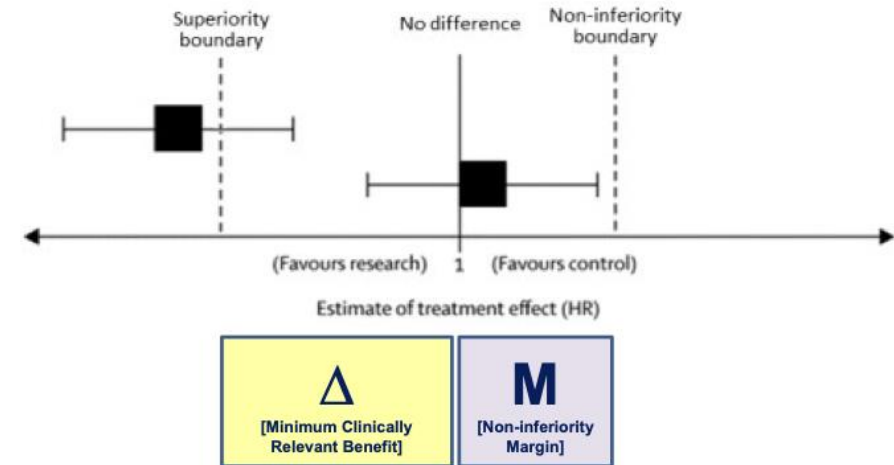 Superiority
boundary
No difference
Non-inferiority
boundary
(Favours research) 1 (Favours control)
Estimate of treatment effect (HR)
Δ
[Minimum Clinically
Relevant Benefit]
M
[Non-inferiority
Margin]